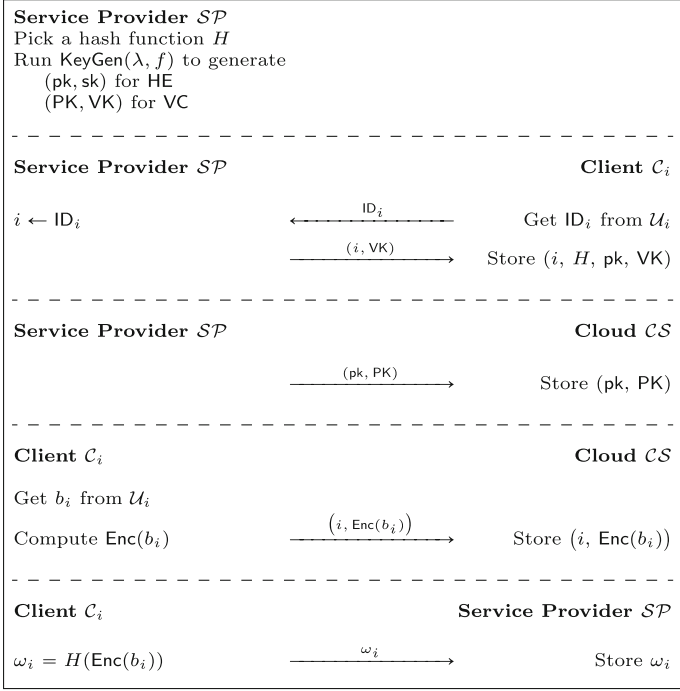 Service Provider 𝒮𝒫
Pick a hash function H
Run KeyGen(λ, f) to generate
(pk, sk) for HE
(PK, VK) for VC
Service Provider 𝒮𝒫 Client 𝒞ᵢ
i ← IDᵢ IDᵢ Get IDᵢ from 𝒰ᵢ
(i, VK) Store (i, H, pk, VK)
Service Provider 𝒮𝒫 Cloud 𝒞𝒮
(pk, PK) Store (pk, PK)
Client 𝒞ᵢ Cloud 𝒞𝒮
Get bᵢ from 𝒰ᵢ
Compute Enc(bᵢ) (i, Enc(bᵢ)) Store (i, Enc(bᵢ))
Client 𝒞ᵢ Service Provider 𝒮𝒫
ωᵢ = H(Enc(bᵢ)) ωᵢ Store ωᵢ